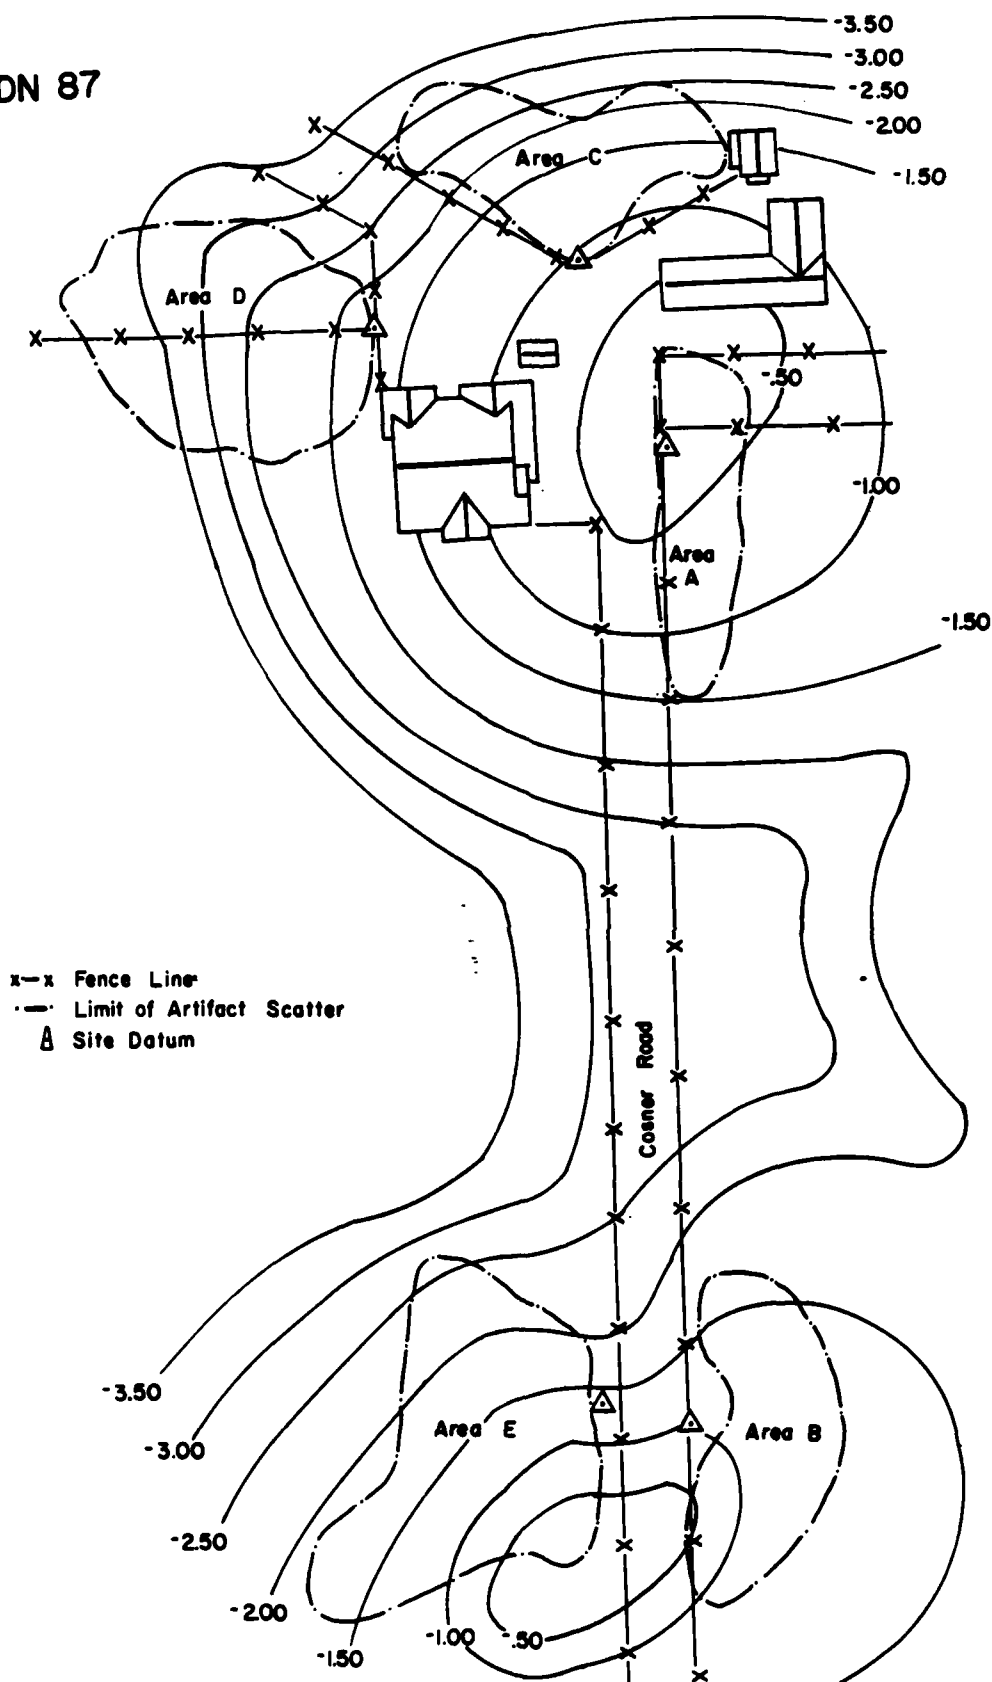 DN 87
-3.50
-3.00
-2.50
-2.00
-1.50
Area C
Area D
-.50
-1.00
Area
A
-1.50
x—x Fence Line
·—· Limit of Artifact Scatter
Site Datum
Cosner Road
-3.50
-3.00
-2.50
-2.00
-1.50
-1.00
-.50
Area E
Area B